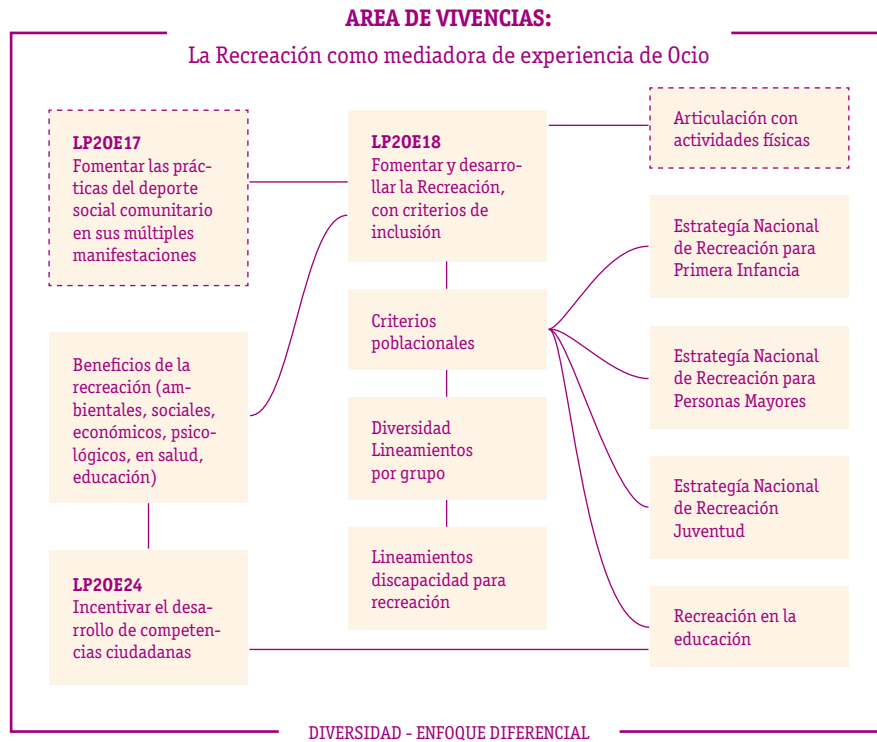 AREA DE VIVENCIAS:
La Recreación como mediadora de experiencia de Ocio
LP2OE17
Fomentar las prác-
ticas del deporte
social comunitario
en sus múltiples
manifestaciones
Beneficios de la
recreación (am-
bientales, sociales,
económicos, psico-
lógicos, en salud,
educación)
LP2OE24
Incentivar el desa-
rrollo de competen-
cias ciudadanas
LP2OE18
Fomentar y desarro-
llar la Recreación,
con criterios de
inclusión
Criterios
poblacionales
Diversidad
Lineamientos
por grupo
Lineamientos
discapacidad para
recreación
Articulación con
actividades físicas
Estrategía Nacional
de Recreación para
Primera Infancia
Estrategía Nacional
de Recreación para
Personas Mayores
Estrategía Nacional
de Recreación
Juventud
Recreación en la
educación
DIVERSIDAD - ENFOQUE DIFERENCIAL